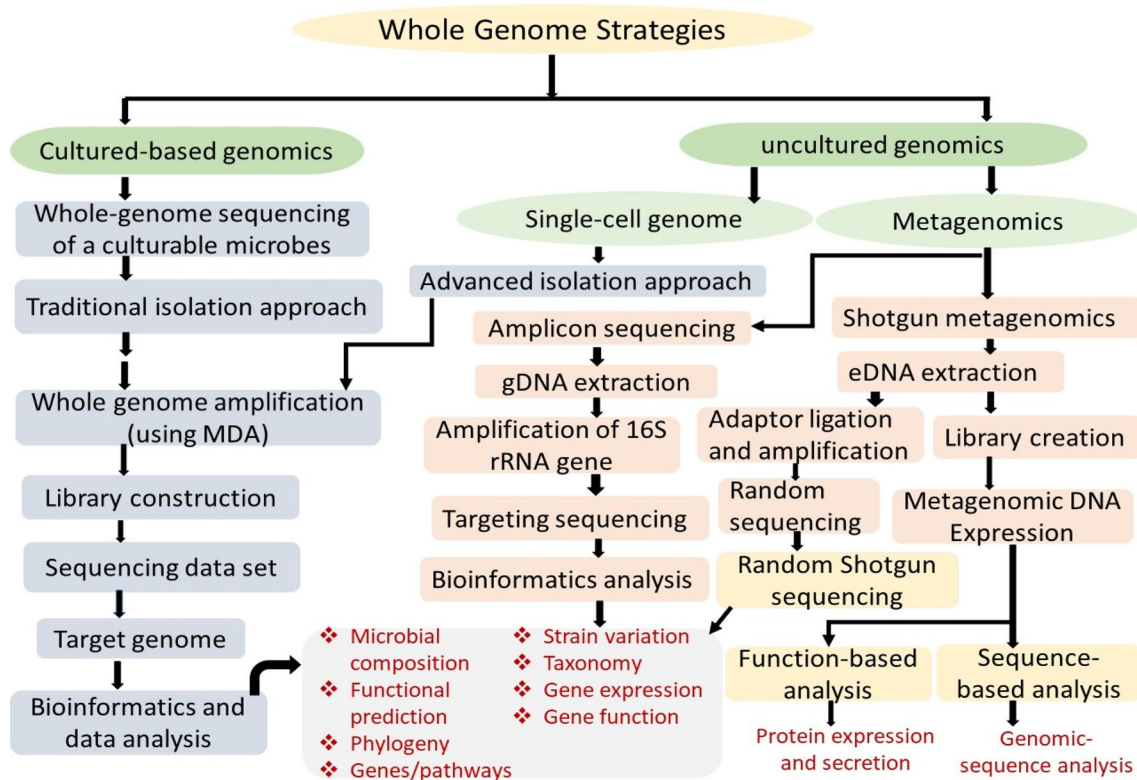 Whole Genome Strategies
Cultured-based genomics
uncultured genomics
Whole-genome sequencing
of a culturable microbes
Single-cell genome
Metagenomics
Traditional isolation approach
Advanced isolation approach
Amplicon sequencing
Shotgun metagenomics
gDNA extraction
eDNA extraction
Whole genome amplification
(using MDA)
Amplification of 16S
rRNA gene
Adaptor ligation
and amplification
Library creation
Library construction
Targeting sequencing
Random
sequencing
Metagenomic DNA
Expression
Sequencing data set
Bioinformatics analysis
Random Shotgun
sequencing
Target genome
Bioinformatics and
data analysis
❖ Microbial
composition
❖ Functional
prediction
❖ Phylogeny
❖ Genes/pathways
❖ Strain variation
❖ Taxonomy
❖ Gene expression
❖ Gene function
Function-based
analysis
Sequence-
based analysis
Protein expression
and secretion
Genomic-
sequence analysis